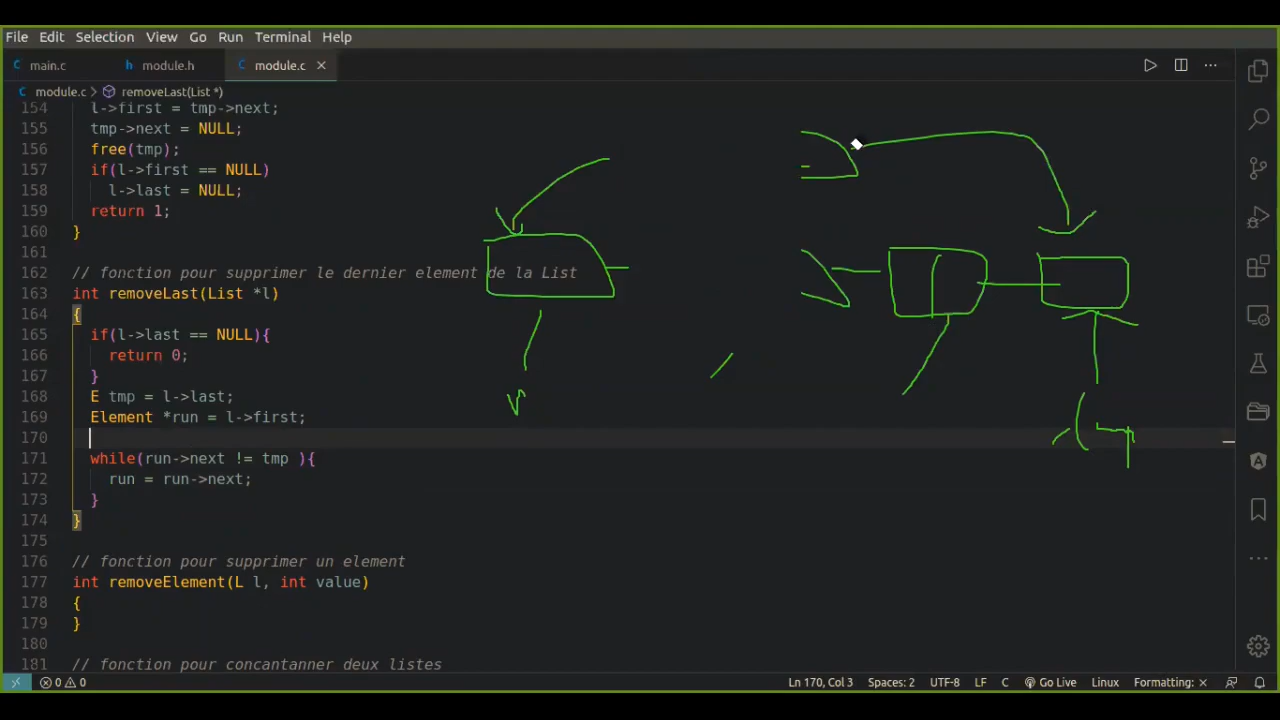 File Edit Selection View Go Run Terminal Help
main.c module.h module.c
module.c > removeLast(List *)
154 l->first = tmp->next;
155 tmp->next = NULL;
156 free(tmp);
157 if(l->first == NULL)
158 l->last = NULL;
159 return 1;
160 }
161
162 // fonction pour supprimer le dernier element de la List
163 int removeLast(List *l)
164 {
165 if(l->last == NULL){
166 return 0;
167 }
168 E tmp = l->last;
169 Element *run = l->first;
170
171 while(run->next != tmp ){
172 run = run->next;
173 }
174 }
175
176 // fonction pour supprimer un element
177 int removeElement(L l, int value)
178 {
179 }
180
181 // fonction pour concantanner deux listes
0 0 Ln 170, Col 3 Spaces: 2 UTF-8 LF C Go Live Linux Formatting: ×